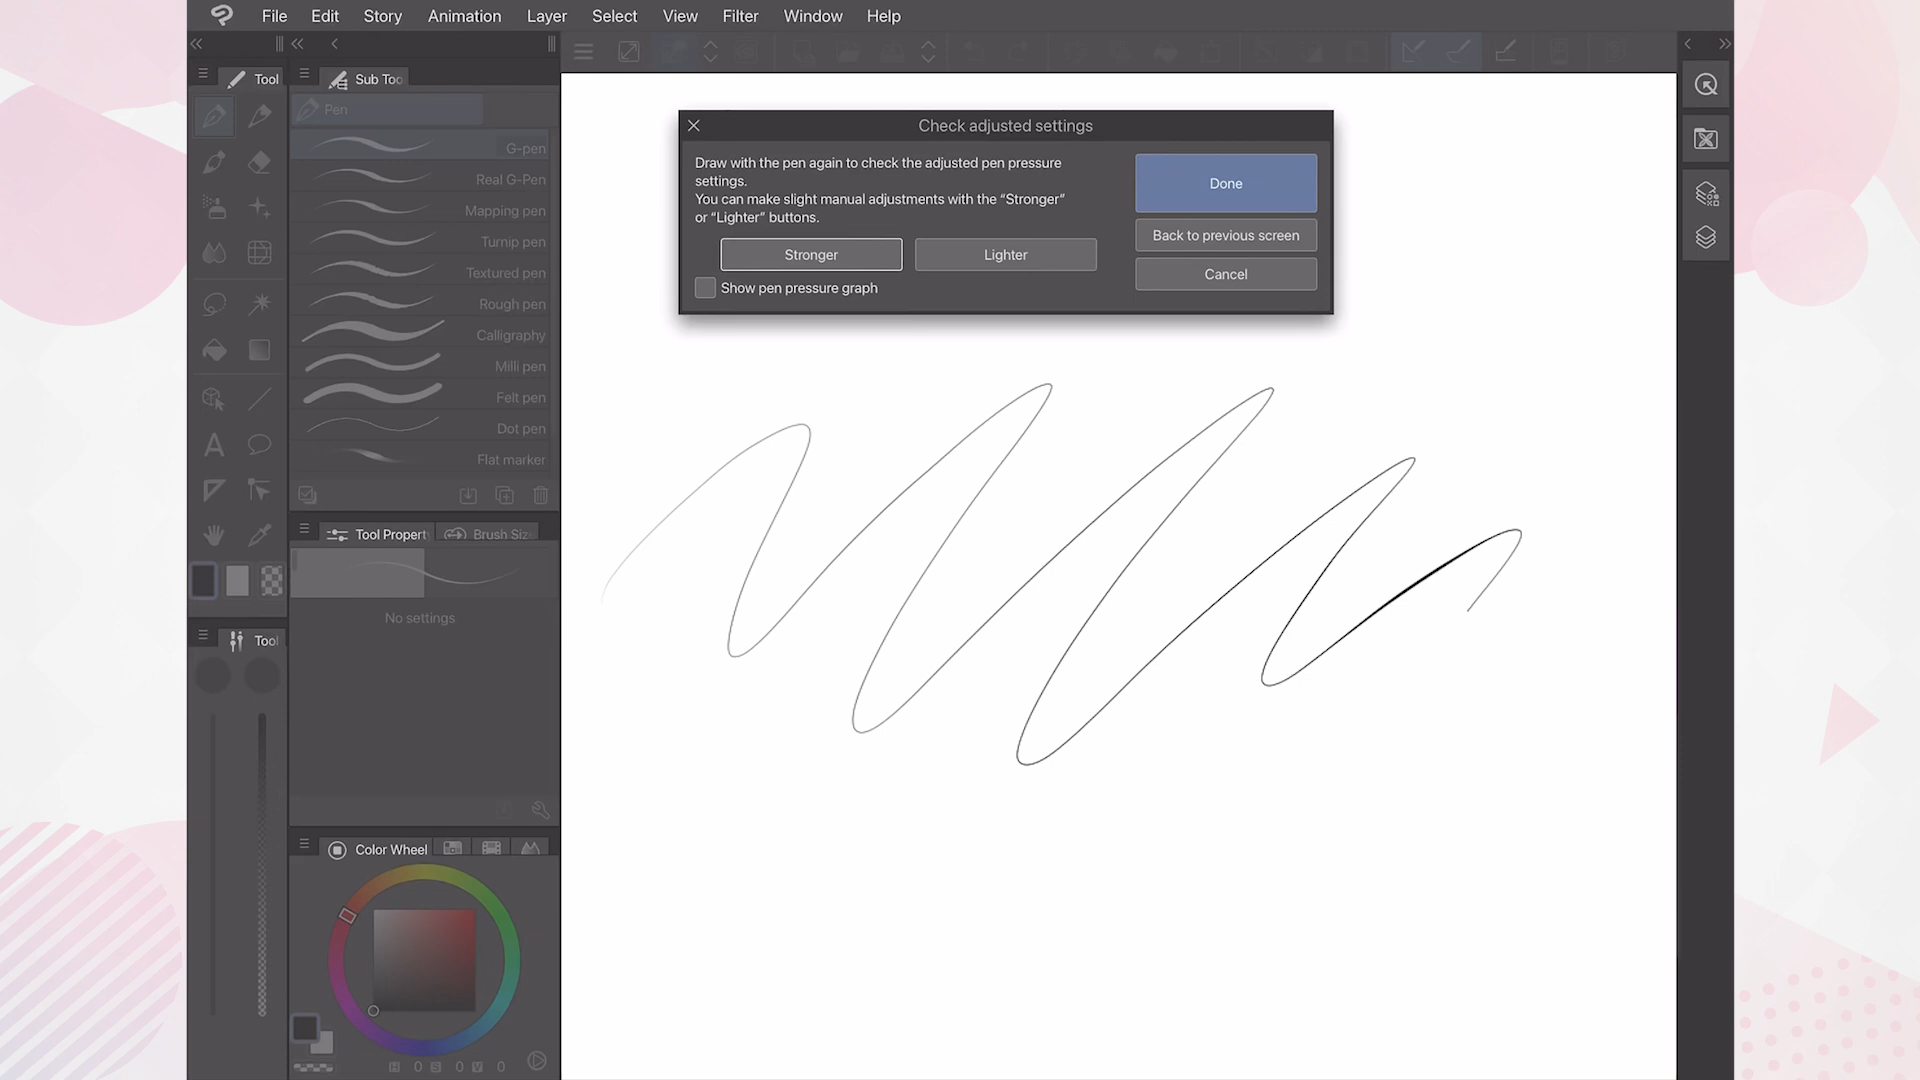 File Edit Story Animation Layer Select View Filter Window Help
Tool
Sub Too
Pen
G-pen
Real G-Pen
Mapping pen
Turnip pen
Textured pen
Rough pen
Calligraphy
Milli pen
Felt pen
Dot pen
Flat marker
Tool Propert
Brush Siz
No settings
Tool
Color Wheel
H 0 S 0 V 0
Check adjusted settings
Draw with the pen again to check the adjusted pen pressure
settings.
You can make slight manual adjustments with the “Stronger”
or “Lighter” buttons.
Stronger
Lighter
Show pen pressure graph
Done
Back to previous screen
Cancel